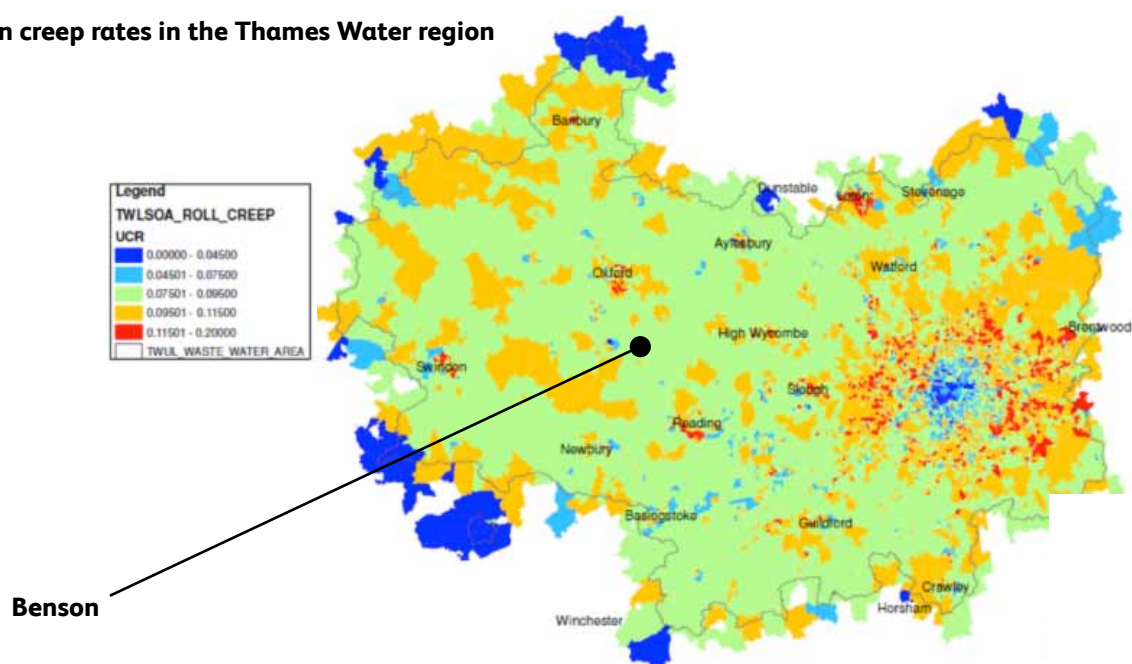 n creep rates in the Thames Water region
Banbury
Legend
TWLSOA_ROLL_CREEP
UCR
0.00000 - 0.04500
0.04501 - 0.07500
0.07501 - 0.09500
0.09501 - 0.11500
0.11501 - 0.20000
TWUL_WASTE_WATER_AREA
Dunstable
Luton
Stevenage
Aylesbury
Oxford
Watford
High Wycombe
Brentwood
Swindon
Slough
Reading
Newbury
Basingstoke
Guildford
Crawley
Benson
Horsham
Winchester